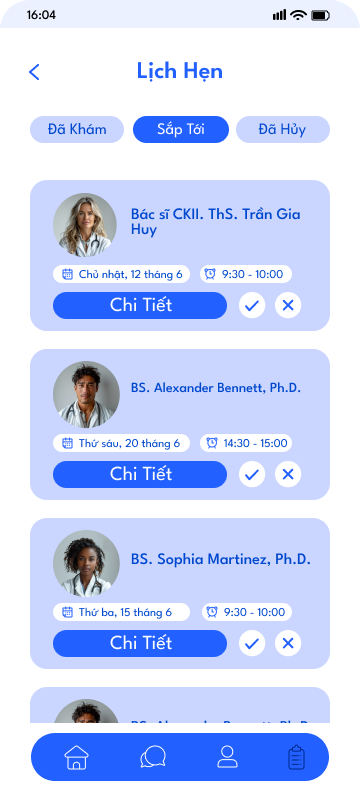 16:04
Lịch Hẹn
Đã Khám
Sắp Tới
Đã Hủy
Bác sĩ CKII. ThS. Trần Gia
Huy
Chủ nhật, 12 tháng 6
9:30 - 10:00
Chi Tiết
BS. Alexander Bennett, Ph.D.
Thứ sáu, 20 tháng 6
14:30 - 15:00
Chi Tiết
BS. Sophia Martinez, Ph.D.
Thứ ba, 15 tháng 6
9:30 - 10:00
Chi Tiết